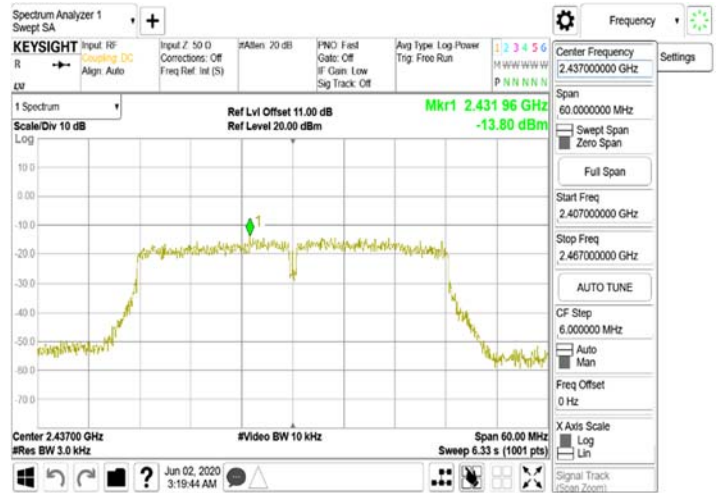 Spectrum Analyzer 1
Swept SA
Frequency
KEYSIGHT
R
LXI
Input: RF
Coupling: DC
Align: Auto
Input Z: 50 Ω
Corrections: Off
Freq Ref: Int (S)
#Atten: 20 dB
PNO: Fast
Gate: Off
IF Gain: Low
Sig Track: Off
Avg Type: Log-Power
Trig: Free Run
1 2 3 4 5 6
M W W W W W
P N N N N N
1 Spectrum
Scale/Div 10 dB
Log
Ref Lvl Offset 11.00 dB
Ref Level 20.00 dBm
Mkr1 2.431 96 GHz
-13.80 dBm
10.0
0.00
-10.0
-20.0
-30.0
-40.0
-50.0
-60.0
-70.0
1
Center 2.43700 GHz
#Res BW 3.0 kHz
#Video BW 10 kHz
Span 60.00 MHz
Sweep 6.33 s (1001 pts)
Jun 02, 2020
3:19:44 AM
Center Frequency
2.437000000 GHz
Settings
Span
60.0000000 MHz
Swept Span
Zero Span
Full Span
Start Freq
2.407000000 GHz
Stop Freq
2.467000000 GHz
AUTO TUNE
CF Step
6.000000 MHz
Auto
Man
Freq Offset
0 Hz
X Axis Scale
Log
Lin
Signal Track
(Span Zoom)